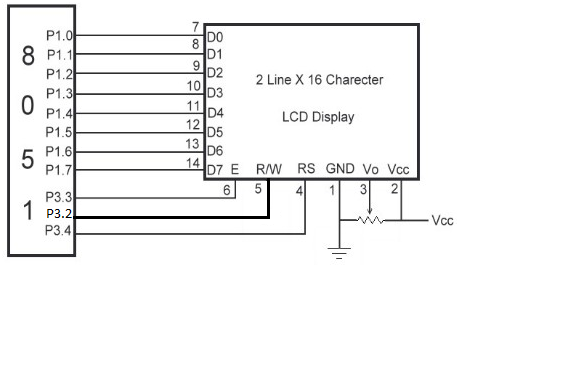 8
0
5
1
P1.0 7 D0
P1.1 8 D1
P1.2 9 D2
P1.3 10 D3
P1.4 11 D4
P1.5 12 D5
P1.6 13 D6
P1.7 14 D7
2 Line X 16 Charecter
LCD Display
E R/W RS GND Vo Vcc
6 5 4 1 3 2
P3.3
P3.2
P3.4
Vcc